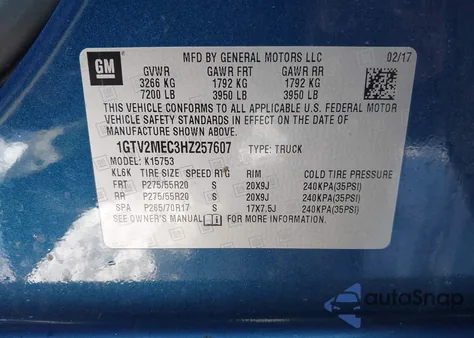 GM
MFD BY GENERAL MOTORS LLC 02/17
GVWR GAWR FRT GAWR RR
3266 KG 1792 KG 1792 KG
7200 LB 3950 LB 3950 LB
THIS VEHICLE CONFORMS TO ALL APPLICABLE U.S. FEDERAL MOTOR
VEHICLE SAFETY STANDARDS IN EFFECT ON THE DATE OF
MANUFACTURE SHOWN ABOVE.
1GTV2MEC3HZ257607 TYPE: TRUCK
MODEL: K15753
KL6K TIRE SIZE SPEED RTG RIM COLD TIRE PRESSURE
FRT P275/55R20 S 20X9J 240KPA(35PSI)
RR P275/55R20 S 20X9J 240KPA(35PSI)
SPA P265/70R17 S 17X7.5J 240KPA(35PSI)
SEE OWNER'S MANUAL FOR MORE INFORMATION.
autoSnap